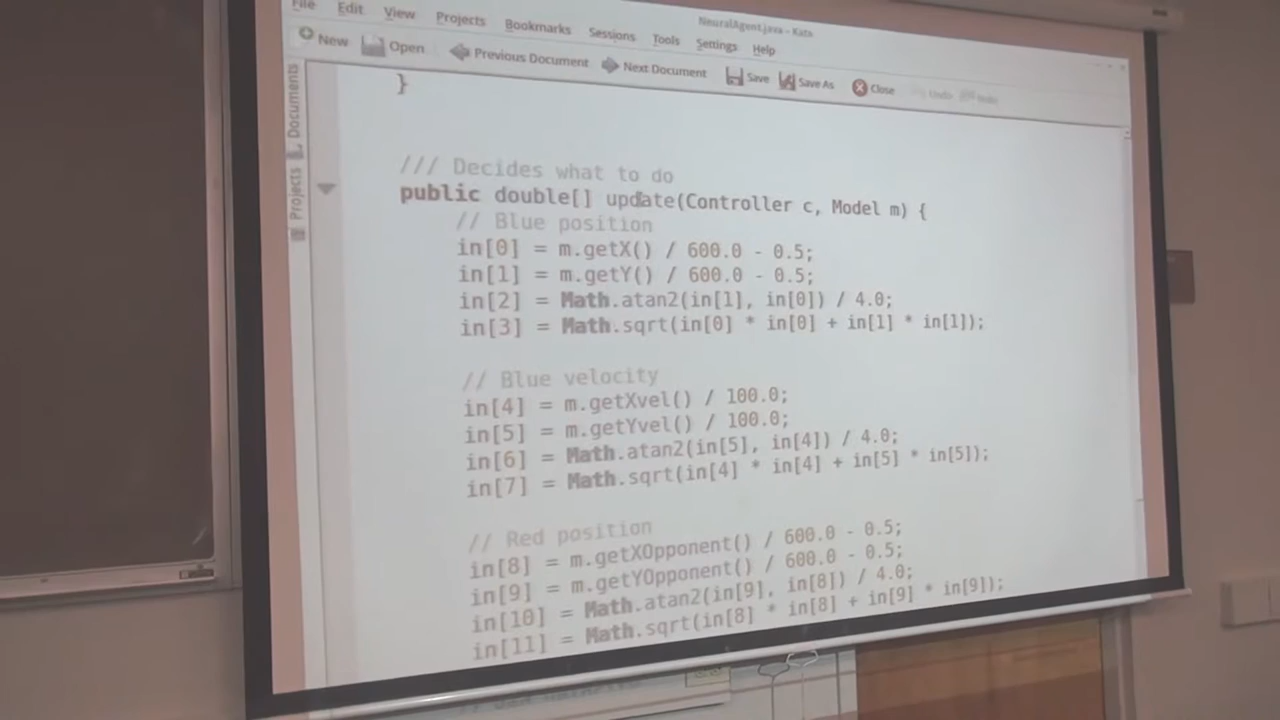 File Edit View Projects Bookmarks Sessions Tools Settings Help
NeuralAgent.java - Kate
New Open Previous Document Next Document Save Save As Close Undo Redo
Documents
Projects
}
/// Decides what to do
public double[] update(Controller c, Model m) {
// Blue position
in[0] = m.getX() / 600.0 - 0.5;
in[1] = m.getY() / 600.0 - 0.5;
in[2] = Math.atan2(in[1], in[0]) / 4.0;
in[3] = Math.sqrt(in[0] * in[0] + in[1] * in[1]);
// Blue velocity
in[4] = m.getXvel() / 100.0;
in[5] = m.getYvel() / 100.0;
in[6] = Math.atan2(in[5], in[4]) / 4.0;
in[7] = Math.sqrt(in[4] * in[4] + in[5] * in[5]);
// Red position
in[8] = m.getXOpponent() / 600.0 - 0.5;
in[9] = m.getYOpponent() / 600.0 - 0.5;
in[10] = Math.atan2(in[9], in[8]) / 4.0;
in[11] = Math.sqrt(in[8] * in[8] + in[9] * in[9]);